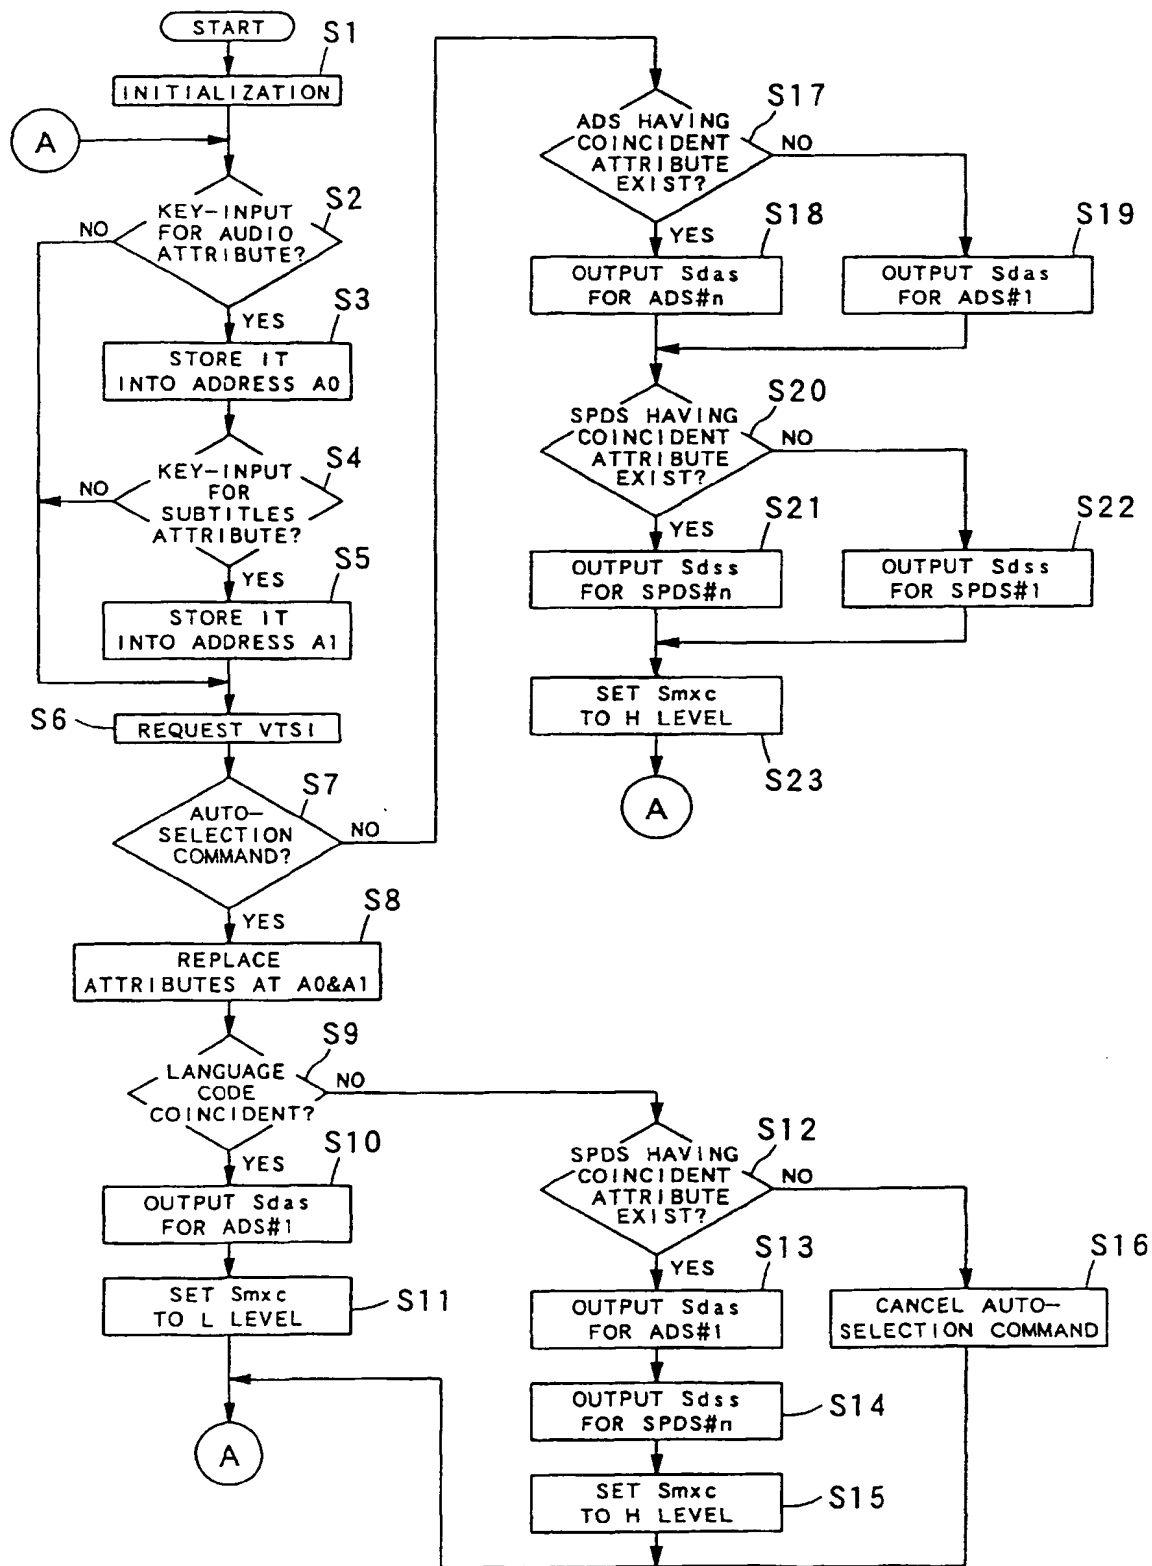 START
S1
INITIALIZATION
A
S2
KEY-INPUT
FOR AUDIO
ATTRIBUTE?
NO
YES
S3
STORE IT
INTO ADDRESS A0
S4
KEY-INPUT
FOR
SUBTITLES
ATTRIBUTE?
NO
YES
S5
STORE IT
INTO ADDRESS A1
S6
REQUEST VTSI
S7
AUTO-
SELECTION
COMMAND?
NO
YES
S8
REPLACE
ATTRIBUTES AT A0&A1
S9
LANGUAGE
CODE
COINCIDENT?
NO
YES
S10
OUTPUT Sdas
FOR ADS#1
SET Smxc
TO L LEVEL
S11
A
S12
SPDS HAVING
COINCIDENT
ATTRIBUTE
EXIST?
NO
YES
S13
OUTPUT Sdas
FOR ADS#1
OUTPUT Sdss
FOR SPDS#n
S14
SET Smxc
TO H LEVEL
S15
S16
CANCEL AUTO-
SELECTION COMMAND
S17
ADS HAVING
COINCIDENT
ATTRIBUTE
EXIST?
NO
YES
S18
OUTPUT Sdas
FOR ADS#n
S19
OUTPUT Sdas
FOR ADS#1
S20
SPDS HAVING
COINCIDENT
ATTRIBUTE
EXIST?
NO
YES
S21
OUTPUT Sdss
FOR SPDS#n
S22
OUTPUT Sdss
FOR SPDS#1
SET Smxc
TO H LEVEL
S23
A